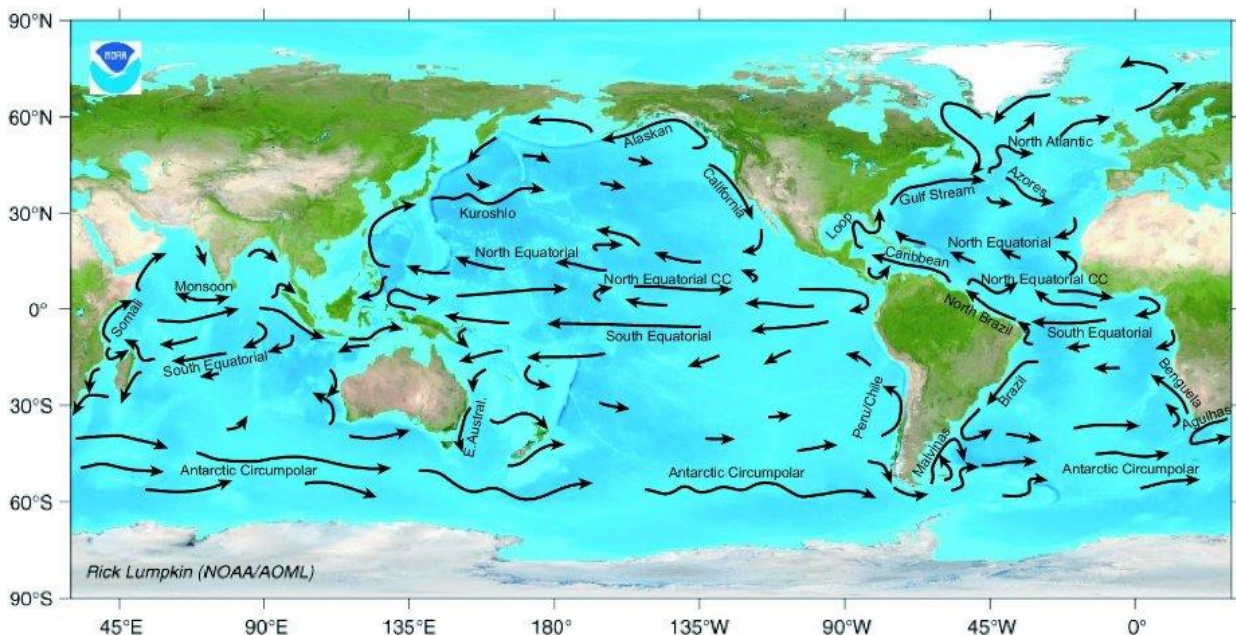 90°N
NOAA
60°N
Alaskan
North Atlantic
California
Azores
Gulf Stream
30°N
Kuroshio
Loop
North Equatorial
North Equatorial
Caribbean
Monsoon
North Equatorial CC
North Equatorial CC
0°
Somali
North Brazil
South Equatorial
South Equatorial
South Equatorial
Benguela
Brazil
30°S
E. Austral.
Peru/Chile
Agulhas
Malvinas
Antarctic Circumpolar
Antarctic Circumpolar
Antarctic Circumpolar
60°S
Rick Lumpkin (NOAA/AOML)
90°S
45°E 90°E 135°E 180° 135°W 90°W 45°W 0°